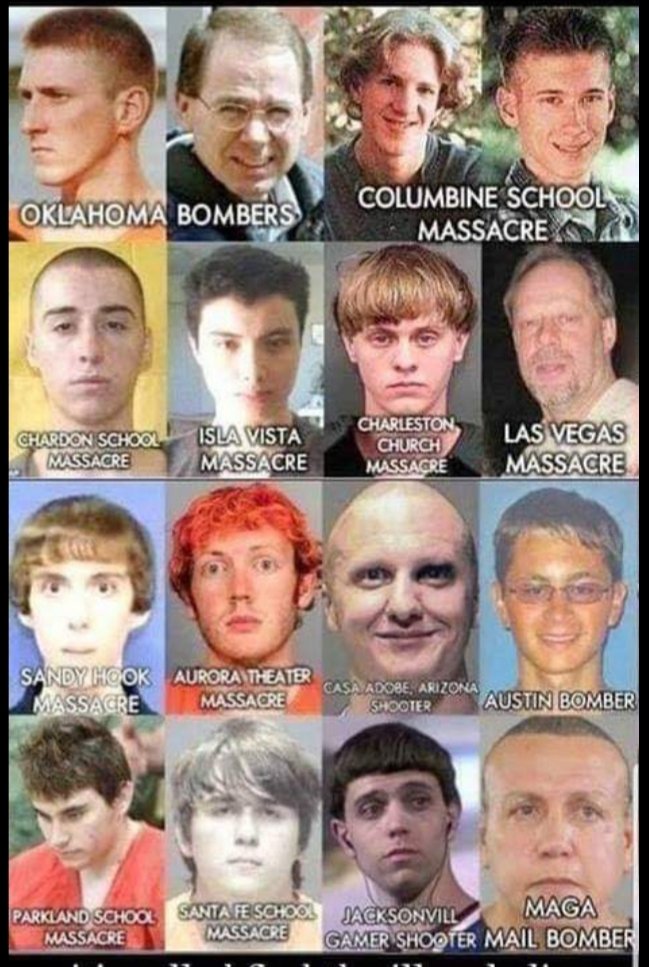 OKLAHOMA BOMBERS
COLUMBINE SCHOOL
MASSACRE
CHARDON SCHOOL
MASSACRE
ISLA VISTA
MASSACRE
CHARLESTON
CHURCH
MASSACRE
LAS VEGAS
MASSACRE
SANDY HOOK
MASSACRE
AURORA THEATER
MASSACRE
CASA ADOBE, ARIZONA
SHOOTER
AUSTIN BOMBER
PARKLAND SCHOOL
MASSACRE
SANTA FE SCHOOL
MASSACRE
JACKSONVILL
GAMER SHOOTER
MAGA
MAIL BOMBER